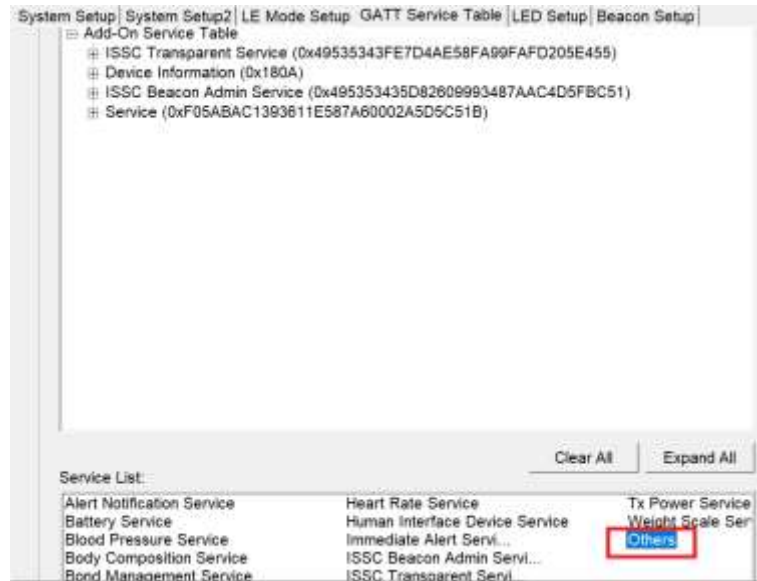 System Setup System Setup2 LE Mode Setup GATT Service Table LED Setup Beacon Setup
Add-On Service Table
ISSC Transparent Service (0x49535343FE7D4AE58FA99FAFD205E455)
Device Information (0x180A)
ISSC Beacon Admin Service (0x495353435D82609993487AAC4D5FBC51)
Service (0xF05ABAC1393611E587A60002A5D5C51B)
Clear All Expand All
Service List:
Alert Notification Service Heart Rate Service Tx Power Service
Battery Service Human Interface Device Service Weight Scale Ser
Blood Pressure Service Immediate Alert Servi... Others
Body Composition Service ISSC Beacon Admin Servi...
Bond Management Service ISSC Transparent Servi